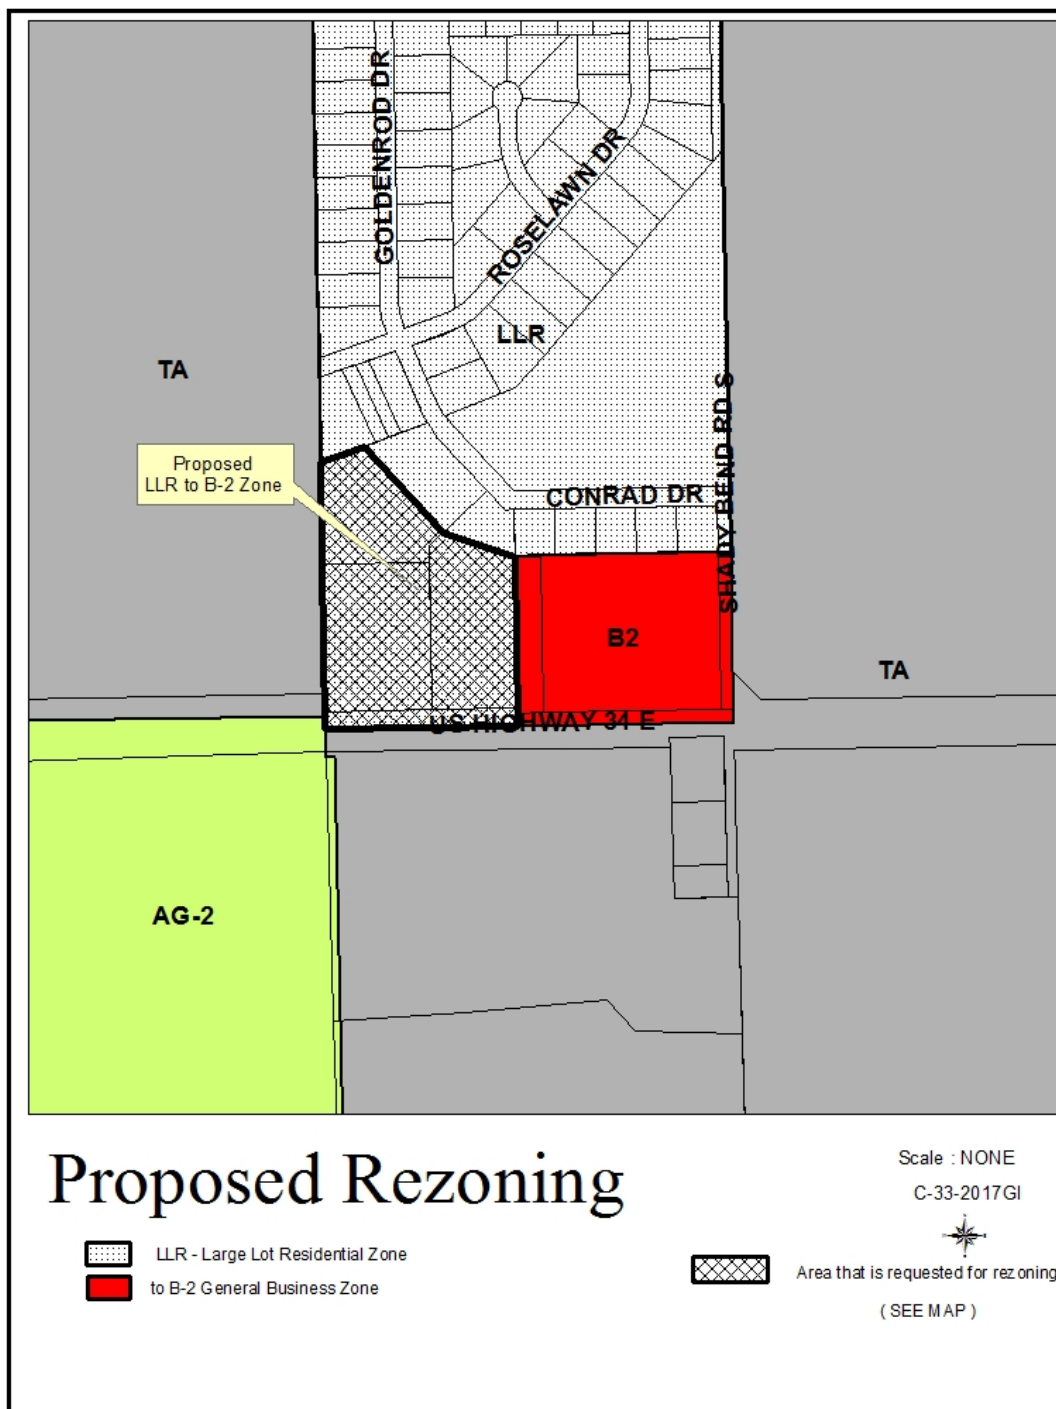 GOLDENROD DR
ROSELAWN DR
LLR
TA
SHADY BEND RD S
Proposed
LLR to B-2 Zone
CONRAD DR
B2
TA
US HIGHWAY 34 E
AG-2
Proposed Rezoning
Scale : NONE
C-33-2017GI
LLR - Large Lot Residential Zone
to B-2 General Business Zone
Area that is requested for rezoning
( SEE MAP )